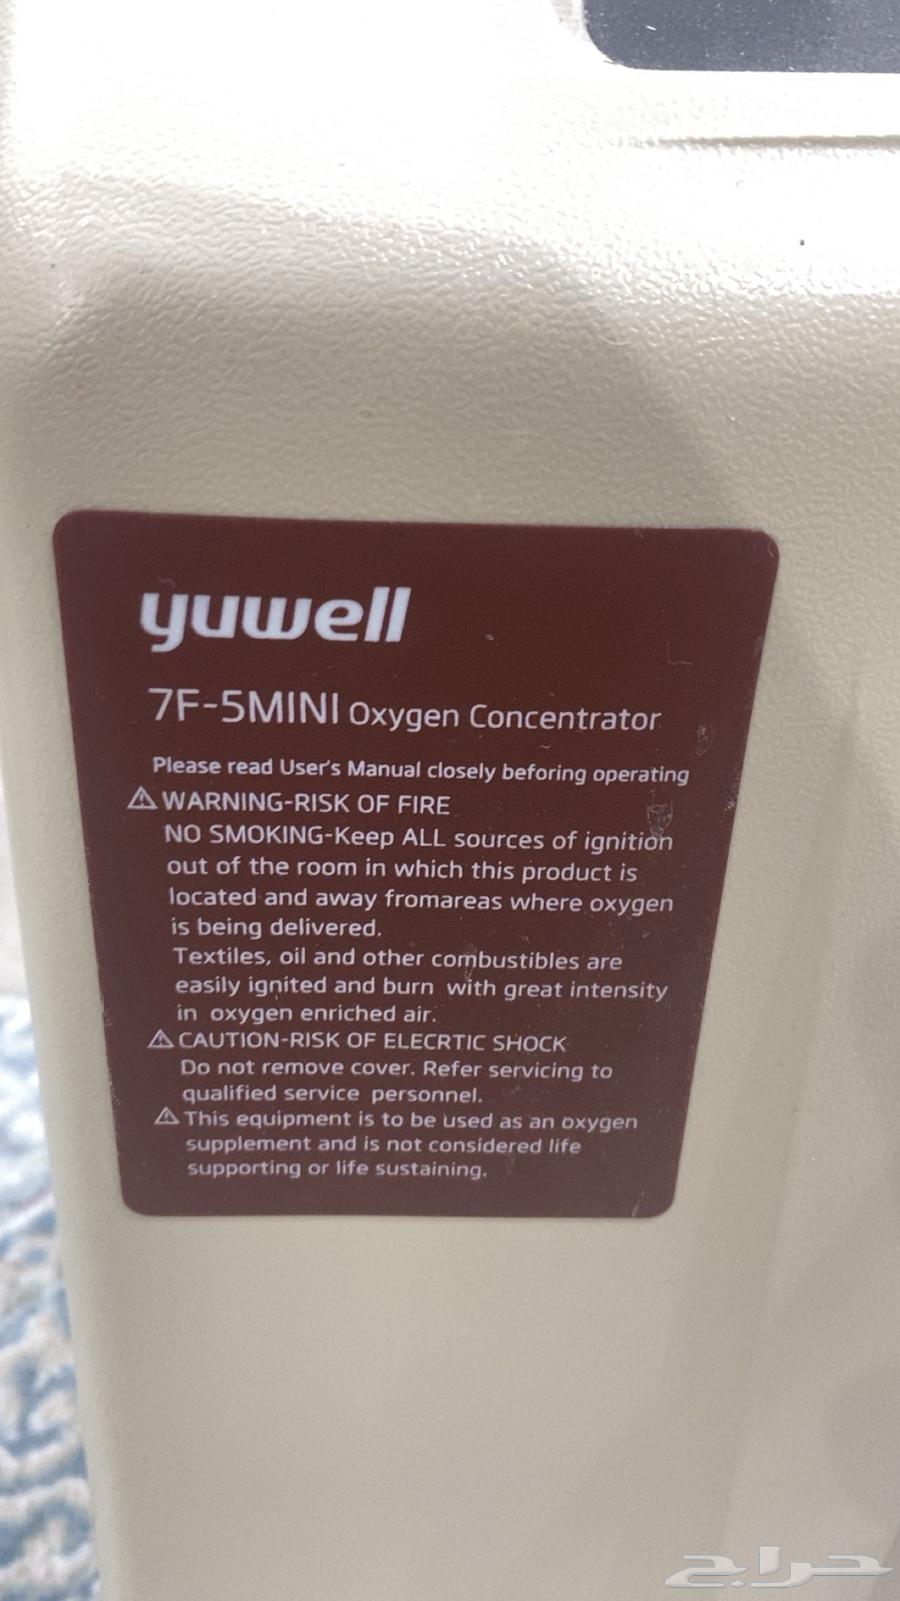 yuwell
7F-5MINI Oxygen Concentrator
Please read User's Manual closely beforing operating
⚠ WARNING-RISK OF FIRE
NO SMOKING-Keep ALL sources of ignition
out of the room in which this product is
located and away fromareas where oxygen
is being delivered.
Textiles, oil and other combustibles are
easily ignited and burn with great intensity
in oxygen enriched air.
⚠ CAUTION-RISK OF ELECRTIC SHOCK
Do not remove cover. Refer servicing to
qualified service personnel.
⚠ This equipment is to be used as an oxygen
supplement and is not considered life
supporting or life sustaining.
حراج